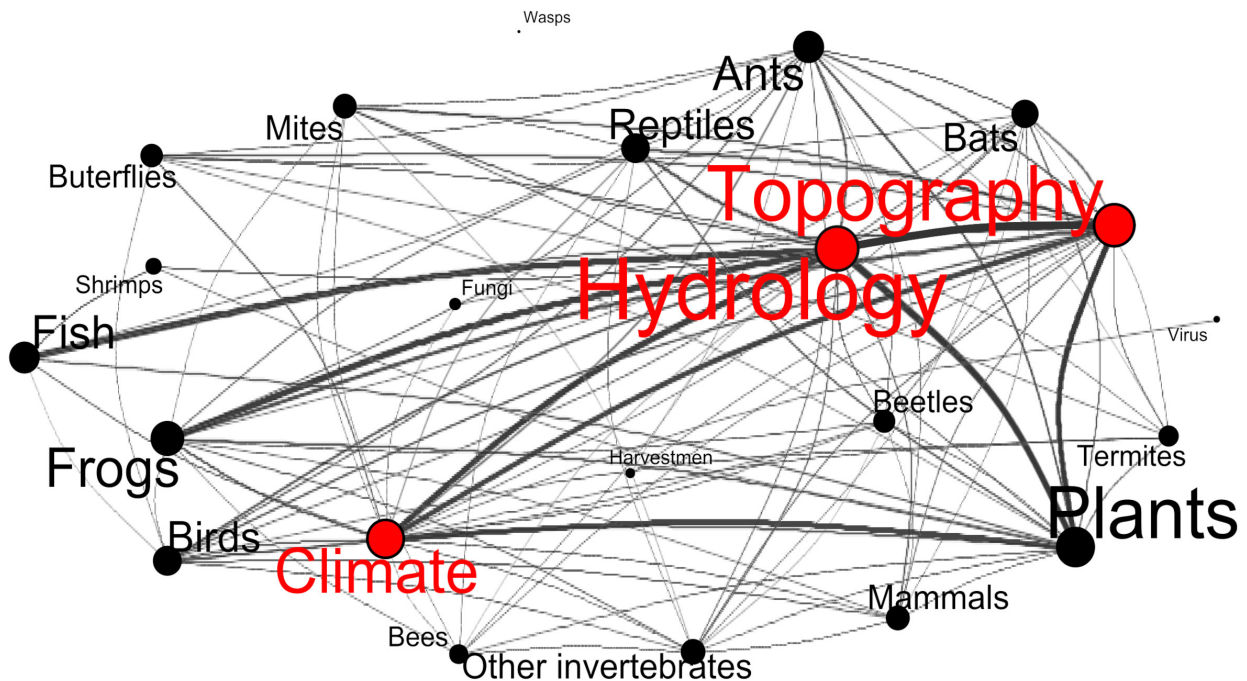 Wasps
Ants
Mites
Reptiles
Bats
Buterflies
Topography
Shrimps
Fungi
Hydrology
Fish
Virus
Beetles
Frogs
Harvestmen
Termites
Birds
Plants
Climate
Mammals
Bees
Other invertebrates